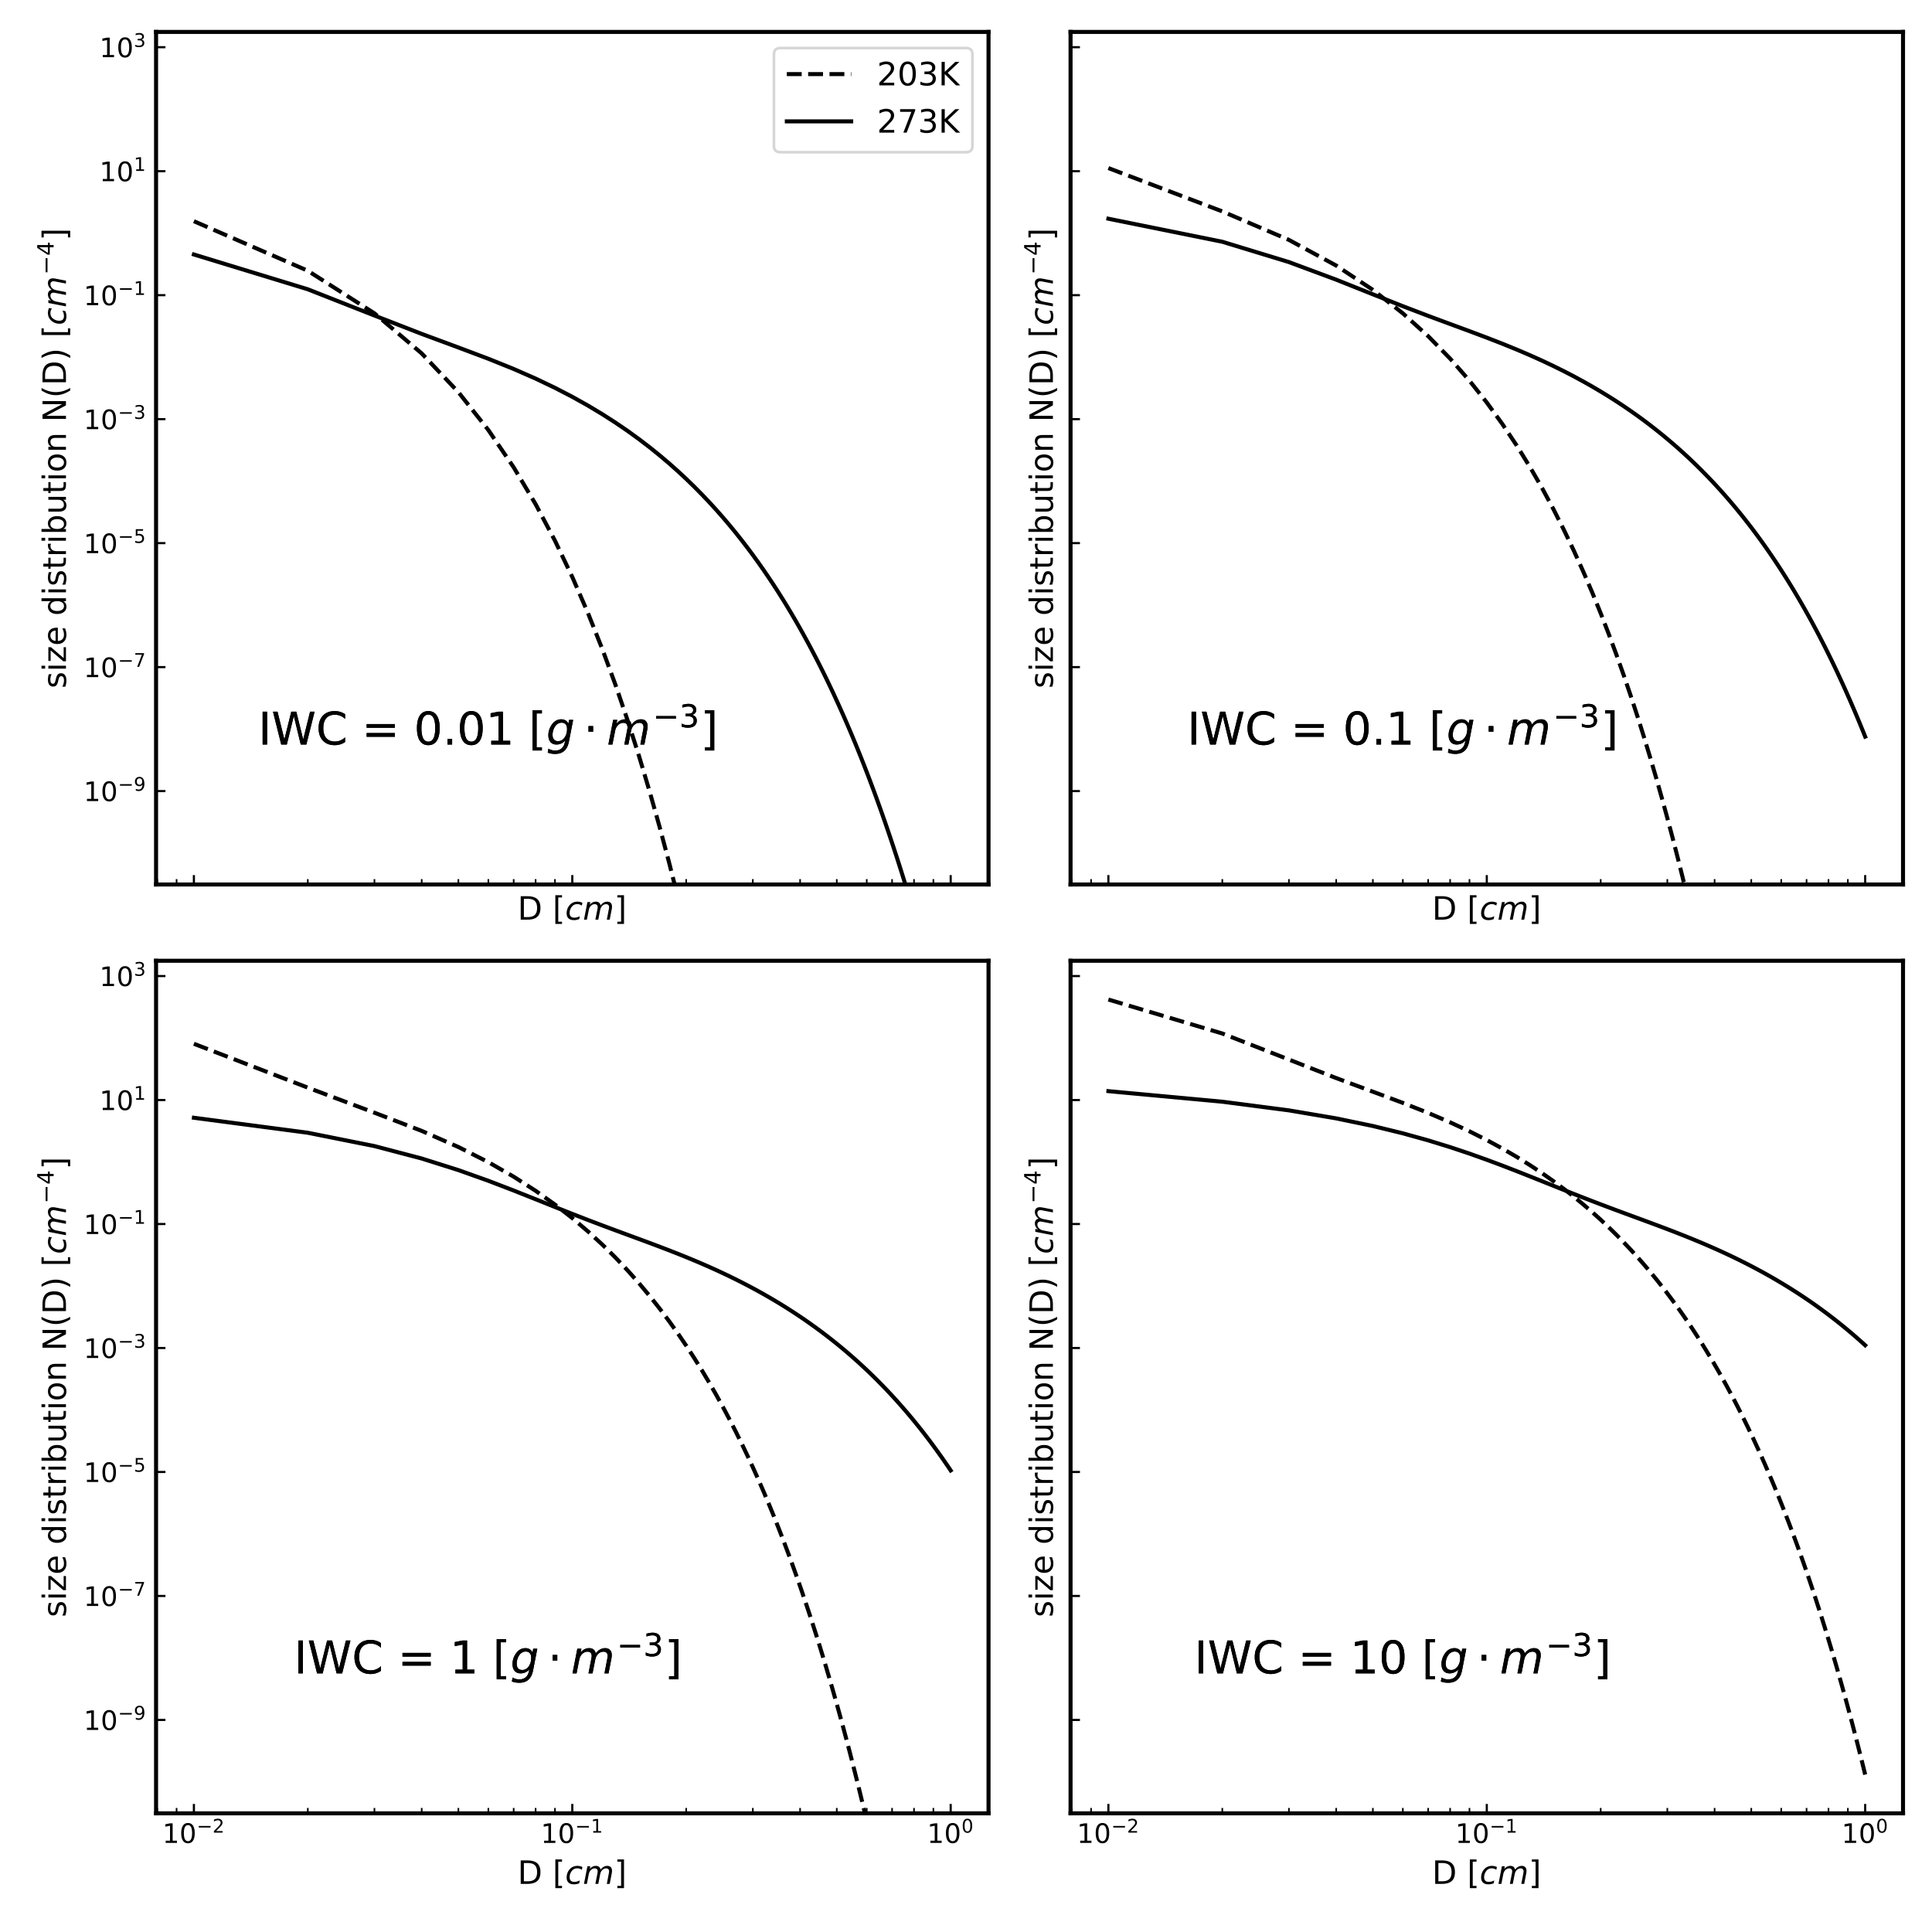 10³
203K
273K
10¹
10⁻¹
10⁻³
10⁻⁵
10⁻⁷
10⁻⁹
size distribution N(D) [cm⁻⁴]
IWC = 0.01 [g · m⁻³]
D [cm]
size distribution N(D) [cm⁻⁴]
IWC = 0.1 [g · m⁻³]
D [cm]
10³
10¹
10⁻¹
10⁻³
10⁻⁵
10⁻⁷
10⁻⁹
size distribution N(D) [cm⁻⁴]
IWC = 1 [g · m⁻³]
10⁻² 10⁻¹ 10⁰
D [cm]
size distribution N(D) [cm⁻⁴]
IWC = 10 [g · m⁻³]
10⁻² 10⁻¹ 10⁰
D [cm]